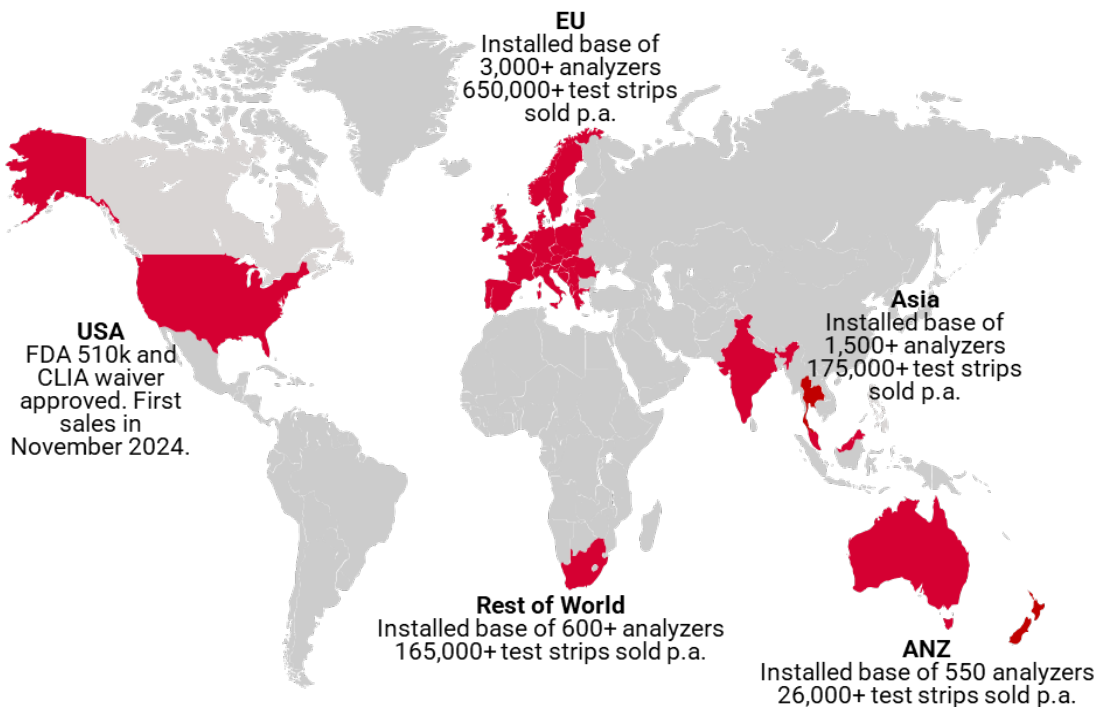 EU
Installed base of
3,000+ analyzers
650,000+ test strips
sold p.a.
USA
FDA 510k and
CLIA waiver
approved. First
sales in
November 2024.
Asia
Installed base of
1,500+ analyzers
175,000+ test strips
sold p.a.
Rest of World
Installed base of 600+ analyzers
165,000+ test strips sold p.a.
ANZ
Installed base of 550 analyzers
26,000+ test strips sold p.a.